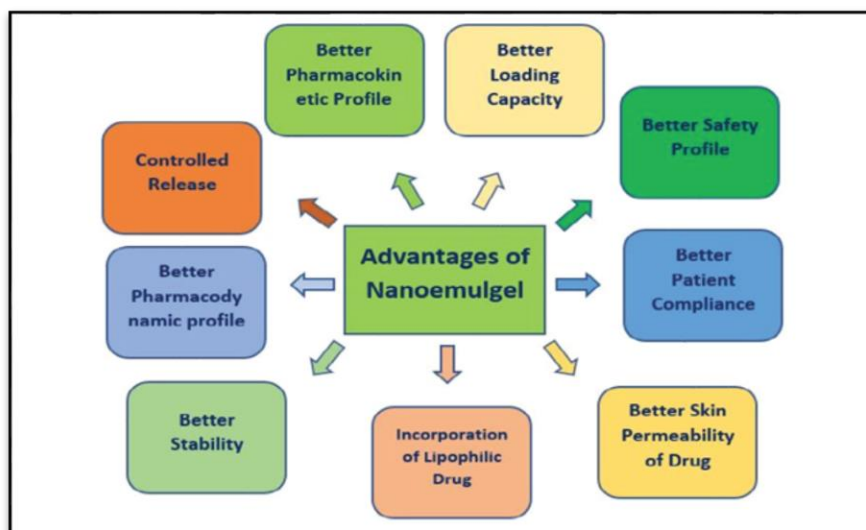 Better
Pharmacokin
etic Profile
Better
Loading
Capacity
Better Safety
Profile
Controlled
Release
Advantages of
Nanoemulgel
Better
Patient
Compliance
Better
Pharmacody
namic profile
Better
Stability
Incorporation
of Lipophilic
Drug
Better Skin
Permeability
of Drug